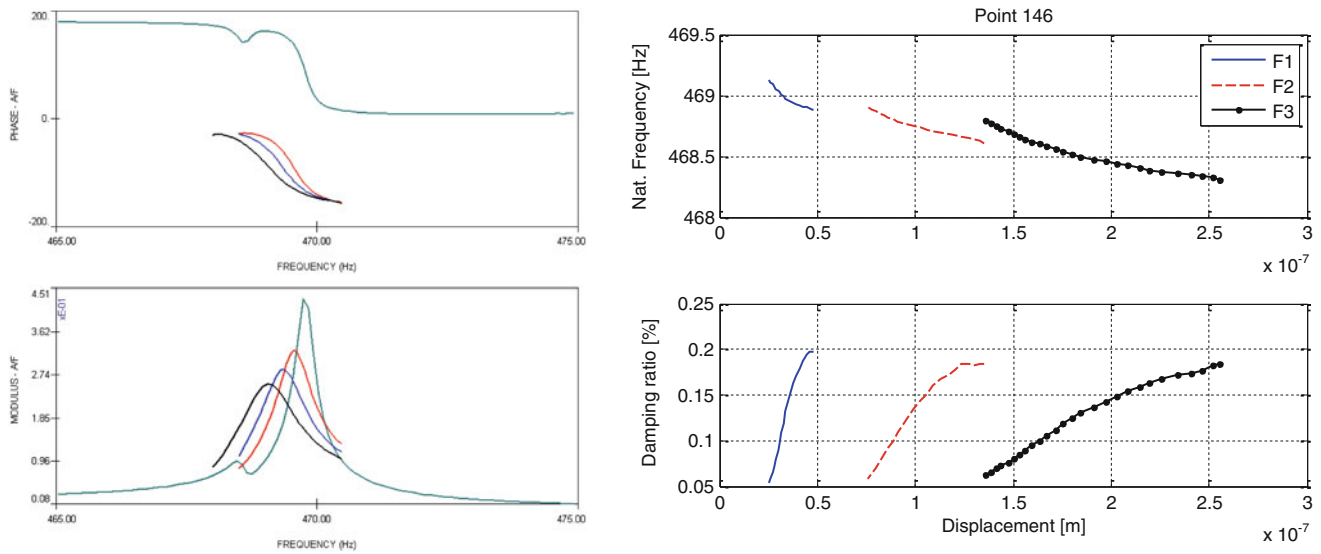 200.
0.
-200.
PHASE - A/F
465.00
470.00
475.00
FREQUENCY (Hz)
4.51
3.62
2.74
1.85
0.96
0.08
xE-01
MODULUS - A/F
465.00
470.00
475.00
FREQUENCY (Hz)
Point 146
469.5
469
468.5
468
Nat. Frequency [Hz]
F1
F2
F3
0
0.5
1
1.5
2
2.5
3
x 10-7
0.25
0.2
0.15
0.1
0.05
Damping ratio [%]
0
0.5
1
1.5
2
2.5
3
Displacement [m]
x 10-7